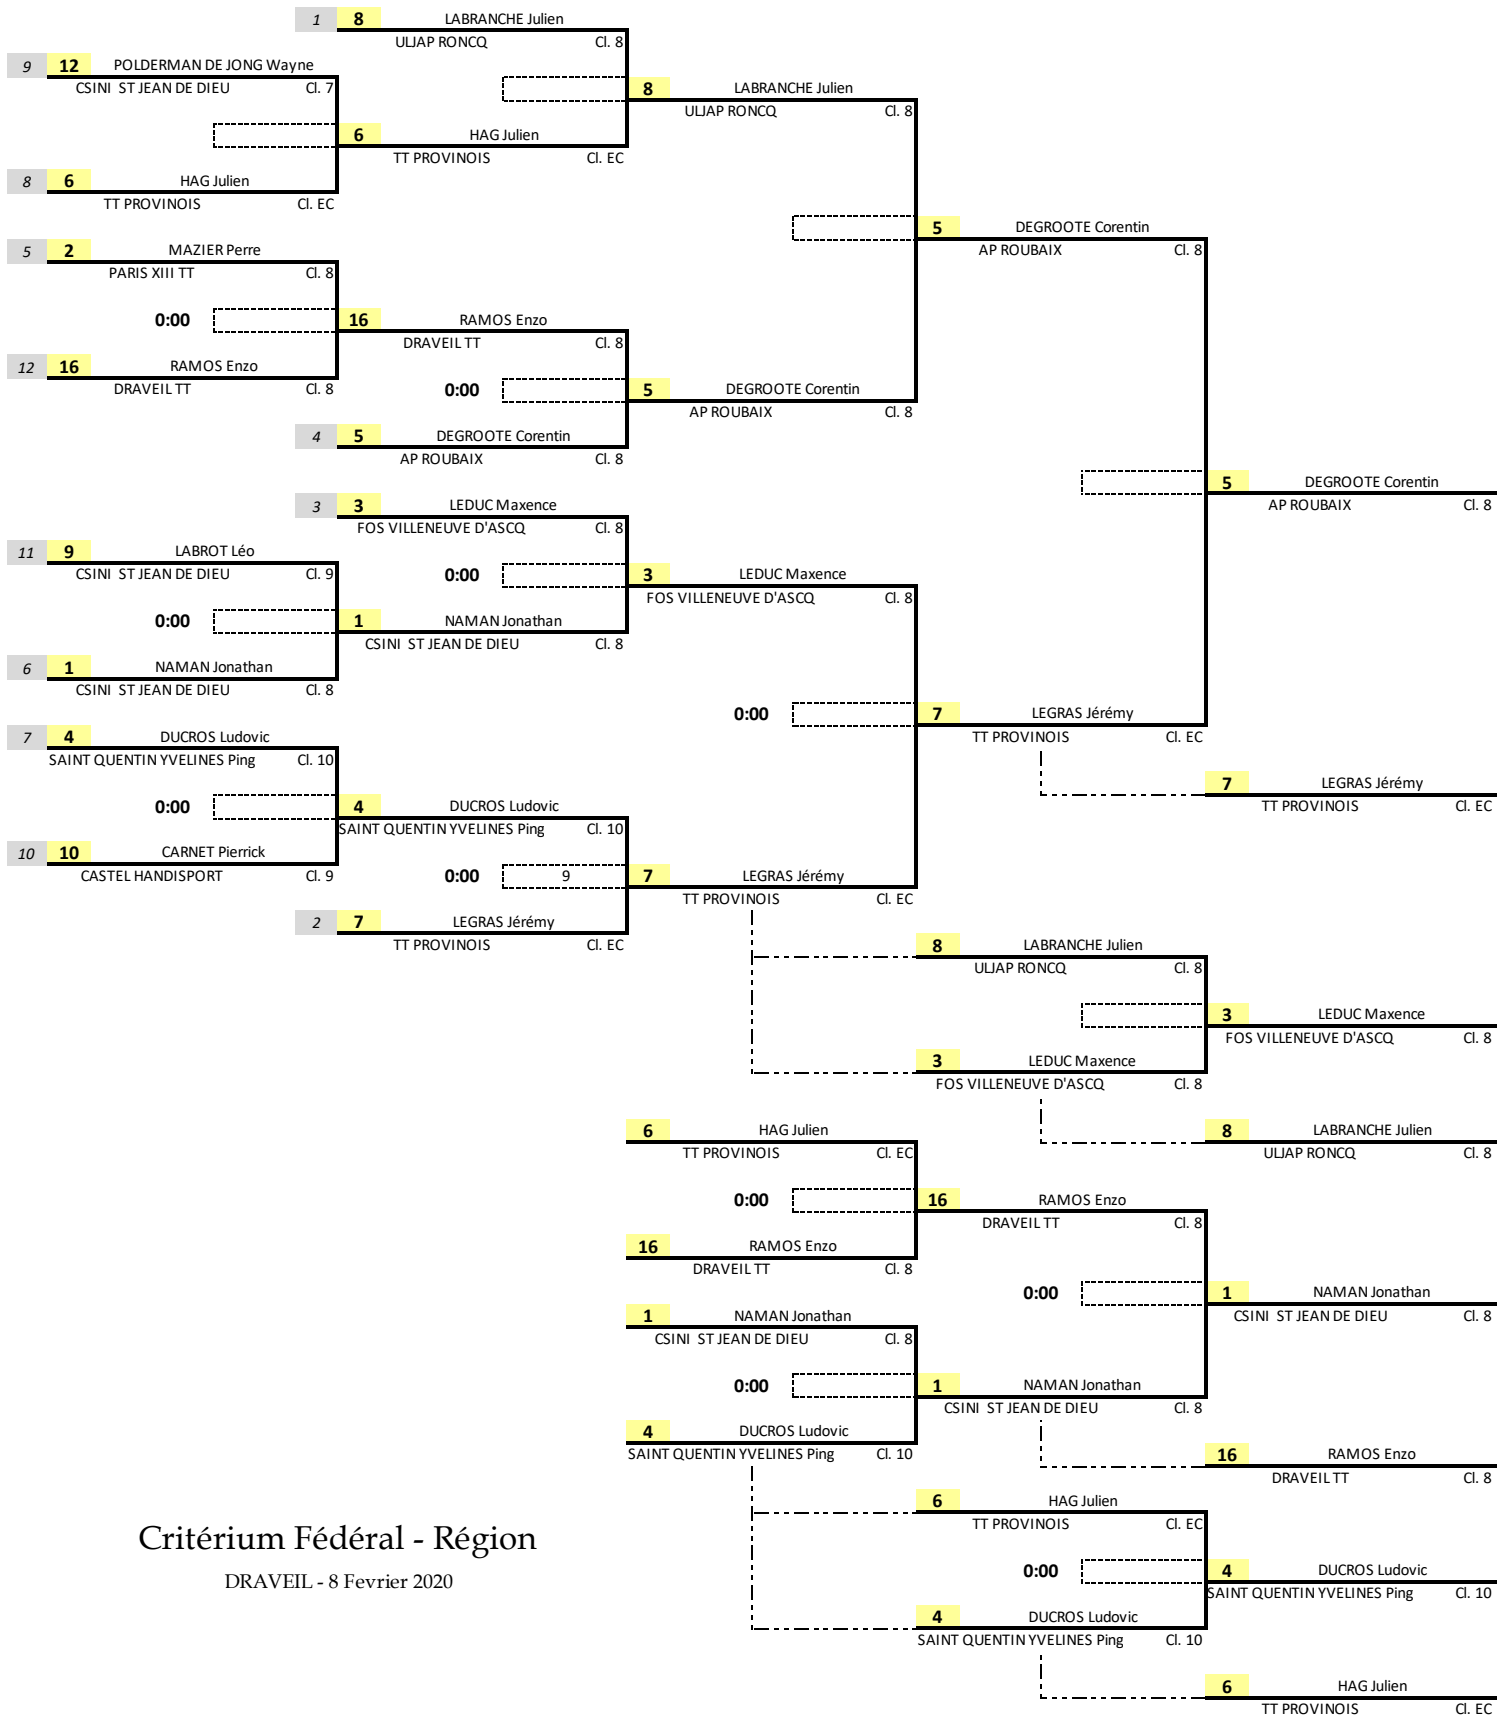 1 8 LABRANCHE Julien
ULJAP RONCQ Cl. 8
9 12 POLDERMAN DE JONG Wayne
CSINI ST JEAN DE DIEU Cl. 7
8 LABRANCHE Julien
ULJAP RONCQ Cl. 8
6 HAG Julien
TT PROVINOIS Cl. EC
8 6 HAG Julien
TT PROVINOIS Cl. EC
5 DEGROOTE Corentin
AP ROUBAIX Cl. 8
5 2 MAZIER Perre
PARIS XIII TT Cl. 8
0:00
16 RAMOS Enzo
DRAVEIL TT Cl. 8
12 16 RAMOS Enzo
DRAVEIL TT Cl. 8
0:00
5 DEGROOTE Corentin
AP ROUBAIX Cl. 8
4 5 DEGROOTE Corentin
AP ROUBAIX Cl. 8
5 DEGROOTE Corentin
AP ROUBAIX Cl. 8
3 3 LEDUC Maxence
FOS VILLENEUVE D'ASCQ Cl. 8
11 9 LABROT Léo
CSINI ST JEAN DE DIEU Cl. 9
0:00
3 LEDUC Maxence
FOS VILLENEUVE D'ASCQ Cl. 8
0:00
1 NAMAN Jonathan
CSINI ST JEAN DE DIEU Cl. 8
6 1 NAMAN Jonathan
CSINI ST JEAN DE DIEU Cl. 8
0:00
7 LEGRAS Jérémy
TT PROVINOIS Cl. EC
7 4 DUCROS Ludovic
SAINT QUENTIN YVELINES Ping Cl. 10
7 LEGRAS Jérémy
TT PROVINOIS Cl. EC
0:00
4 DUCROS Ludovic
SAINT QUENTIN YVELINES Ping Cl. 10
10 10 CARNET Pierrick
CASTEL HANDISPORT Cl. 9
0:00 9
7 LEGRAS Jérémy
TT PROVINOIS Cl. EC
2 7 LEGRAS Jérémy
TT PROVINOIS Cl. EC
8 LABRANCHE Julien
ULJAP RONCQ Cl. 8
3 LEDUC Maxence
FOS VILLENEUVE D'ASCQ Cl. 8
3 LEDUC Maxence
FOS VILLENEUVE D'ASCQ Cl. 8
6 HAG Julien
TT PROVINOIS Cl. EC
8 LABRANCHE Julien
ULJAP RONCQ Cl. 8
0:00
16 RAMOS Enzo
DRAVEIL TT Cl. 8
16 RAMOS Enzo
DRAVEIL TT Cl. 8
0:00
1 NAMAN Jonathan
CSINI ST JEAN DE DIEU Cl. 8
1 NAMAN Jonathan
CSINI ST JEAN DE DIEU Cl. 8
0:00
1 NAMAN Jonathan
CSINI ST JEAN DE DIEU Cl. 8
4 DUCROS Ludovic
SAINT QUENTIN YVELINES Ping Cl. 10
16 RAMOS Enzo
DRAVEIL TT Cl. 8
6 HAG Julien
TT PROVINOIS Cl. EC
Critérium Fédéral - Région
DRAVEIL - 8 Fevrier 2020
0:00
4 DUCROS Ludovic
SAINT QUENTIN YVELINES Ping Cl. 10
4 DUCROS Ludovic
SAINT QUENTIN YVELINES Ping Cl. 10
6 HAG Julien
TT PROVINOIS Cl. EC